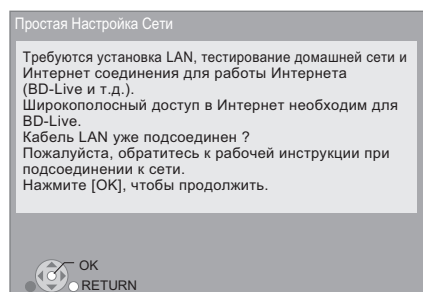 Простая Настройка Сети
Требуются установка LAN, тестирование домашней сети и
Интернет соединения для работы Интернета
(BD-Live и т.д.).
Широкополосный доступ в Интернет необходим для
BD-Live.
Кабель LAN уже подсоединен ?
Пожалуйста, обратитесь к рабочей инструкции при
подсоединении к сети.
Нажмите [OK], чтобы продолжить.
OK
RETURN